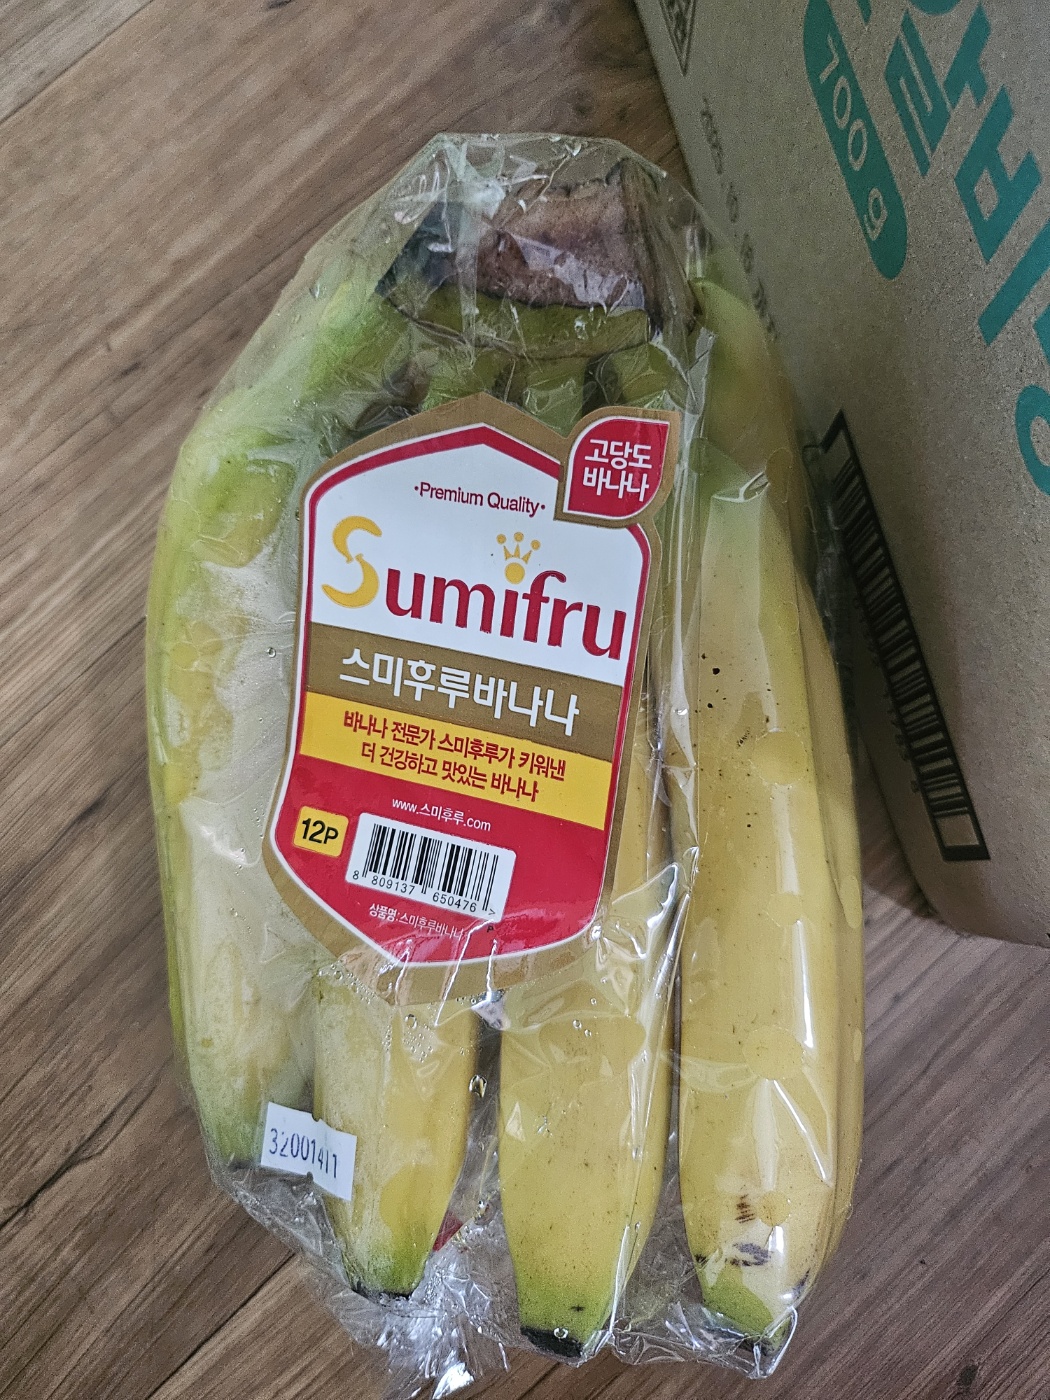 고당도
바나나
·Premium Quality·
Sumifru
스미후루바나나
바나나 전문가 스미후루가 키워낸
더 건강하고 맛있는 바나나
www.스미후루.com
12P
8 809137 650476 >
상품명:스미후루바나나
32001411
700g